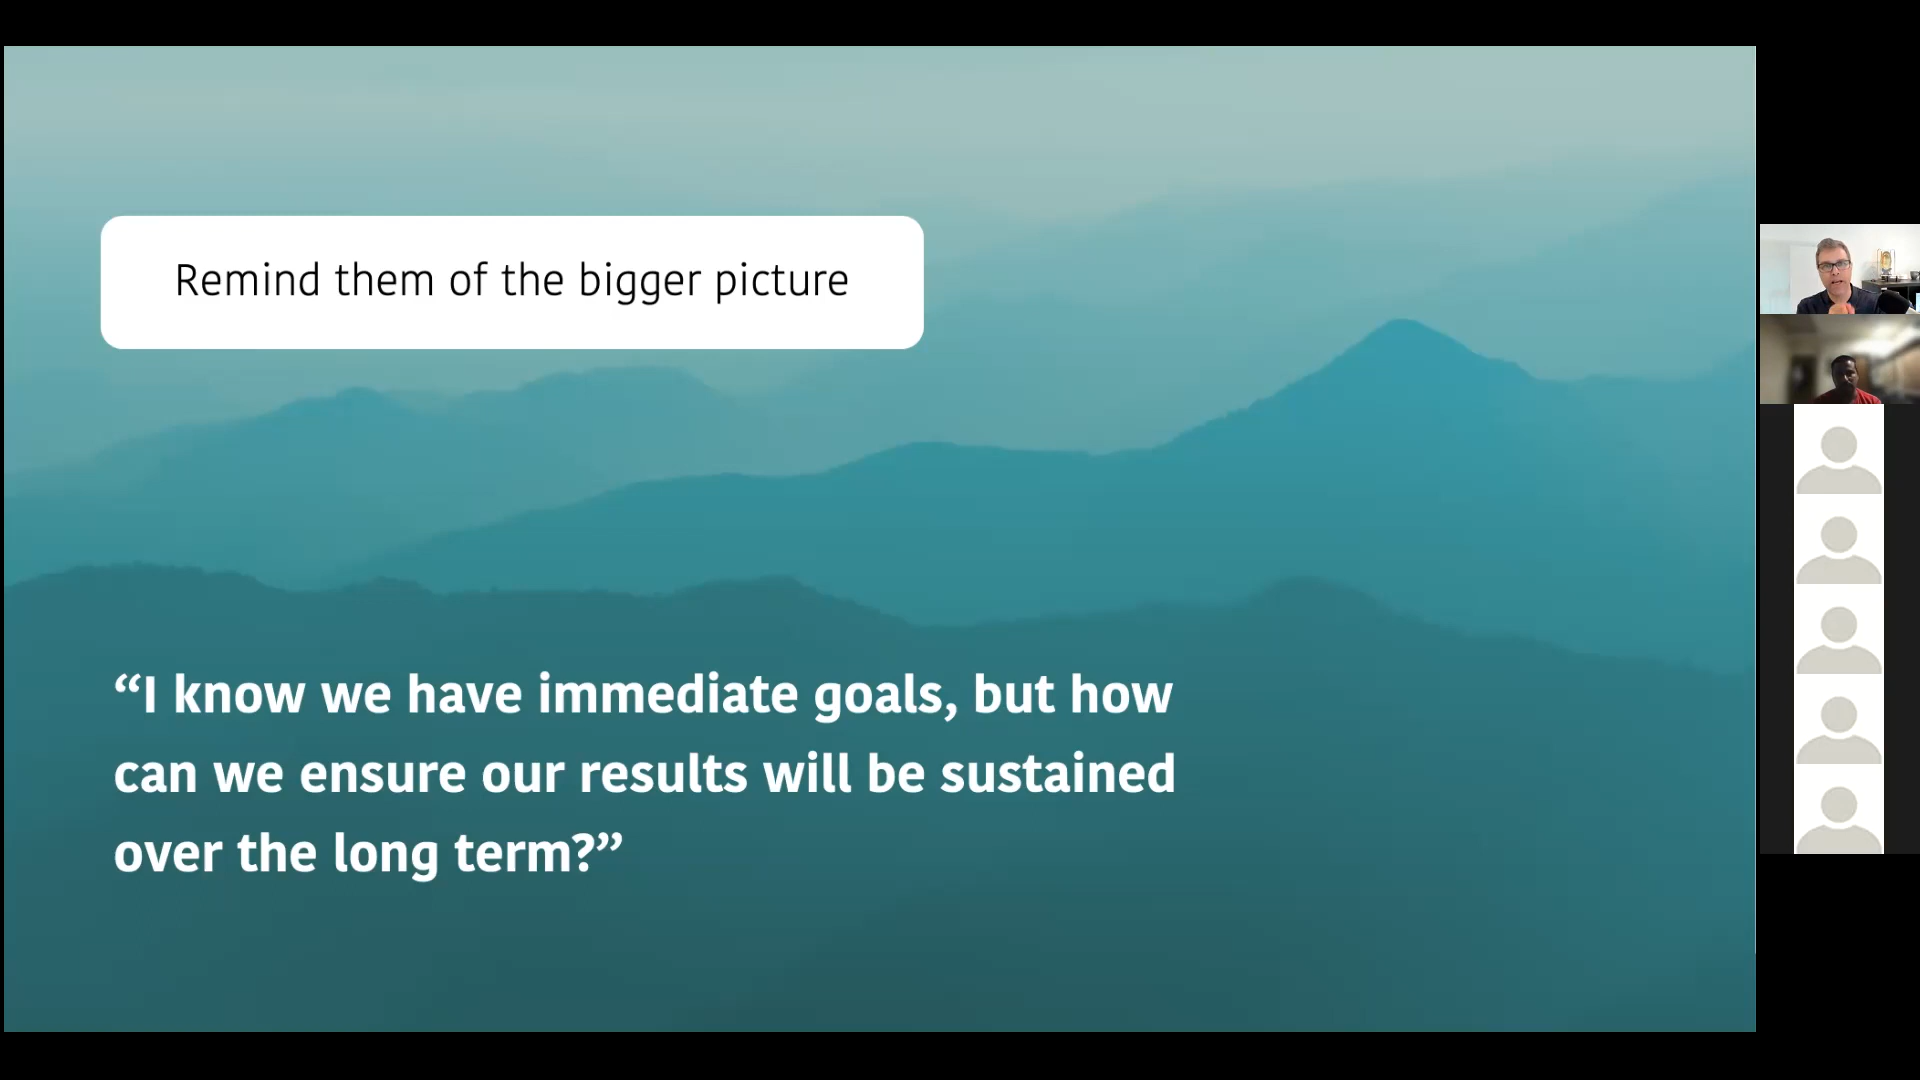 Remind them of the bigger picture
“I know we have immediate goals, but how
can we ensure our results will be sustained
over the long term?”